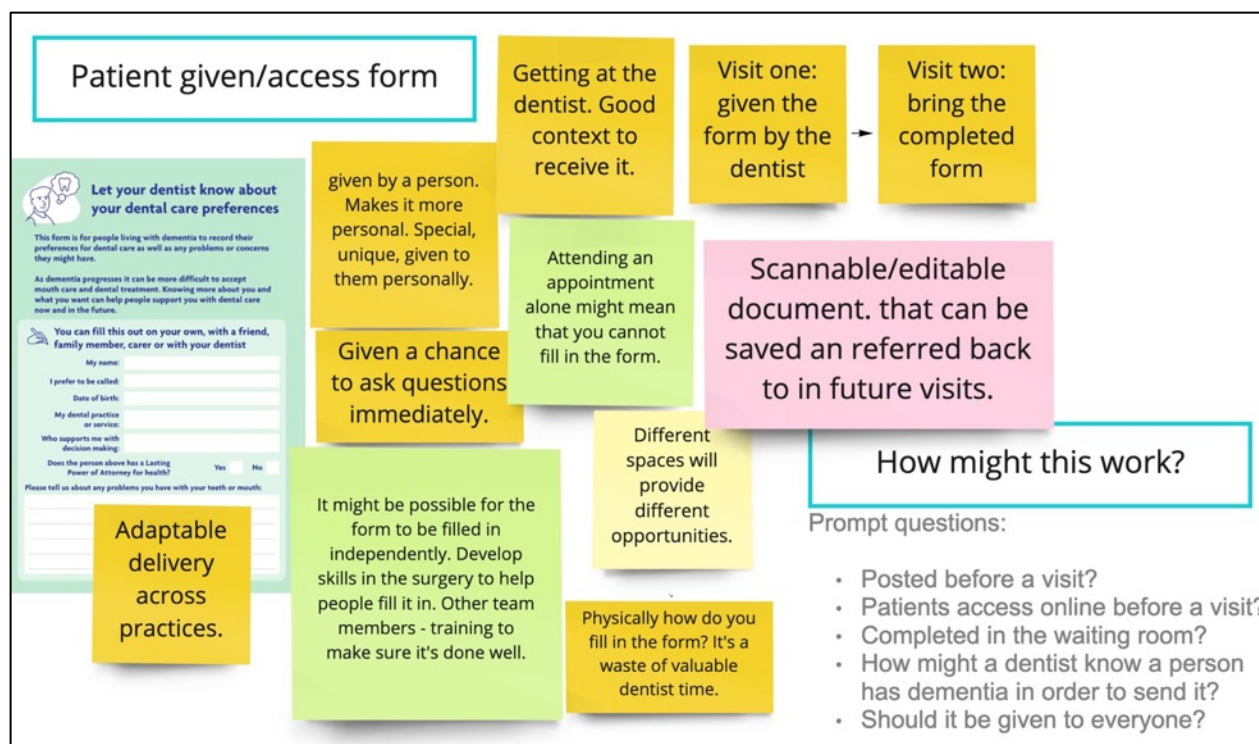 Patient given/access form
Getting at the
dentist. Good
context to
receive it.
Visit one:
given the
form by the
dentist
Visit two:
bring the
completed
form
Let your dentist know about
your dental care preferences
This form is for people living with dementia to record their
preferences for dental care as well as any problems or concerns
they might have.
As dementia progresses it can be more difficult to accept
mouth care and dental treatment. Knowing more about you and
what you want can help people support you with dental care
now and in the future.
You can fill this out on your own, with a friend,
family member, carer or with your dentist
My name:
I prefer to be called:
Date of birth:
My dental practice
or service:
Who supports me with
decision making:
Does the person above has a Lasting
Power of Attorney for health?
Yes
No
Please tell us about any problems you have with your teeth or mouth:
Adaptable
delivery
across
practices.
given by a person.
Makes it more
personal. Special,
unique, given to
them personally.
Given a chance
to ask questions
immediately.
Attending an
appointment
alone might mean
that you cannot
fill in the form.
Scannable/editable
document. that can be
saved an referred back
to in future visits.
It might be possible for the
form to be filled in
independently. Develop
skills in the surgery to help
people fill it in. Other team
members - training to
make sure it's done well.
Different
spaces will
provide
different
opportunities.
Physically how do you
fill in the form? It's a
waste of valuable
dentist time.
How might this work?
Prompt questions:
• Posted before a visit?
• Patients access online before a visit?
• Completed in the waiting room?
• How might a dentist know a person
has dementia in order to send it?
• Should it be given to everyone?